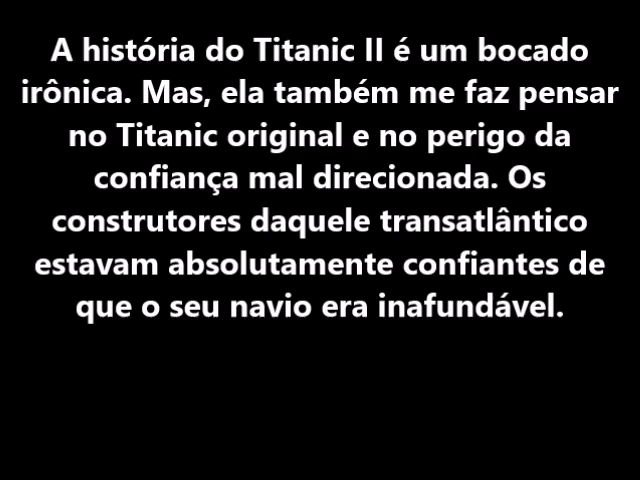 A história do Titanic II é um bocado
irônica. Mas, ela também me faz pensar
no Titanic original e no perigo da
confiança mal direcionada. Os
construtores daquele transatlântico
estavam absolutamente confiantes de
que o seu navio era inafundável.